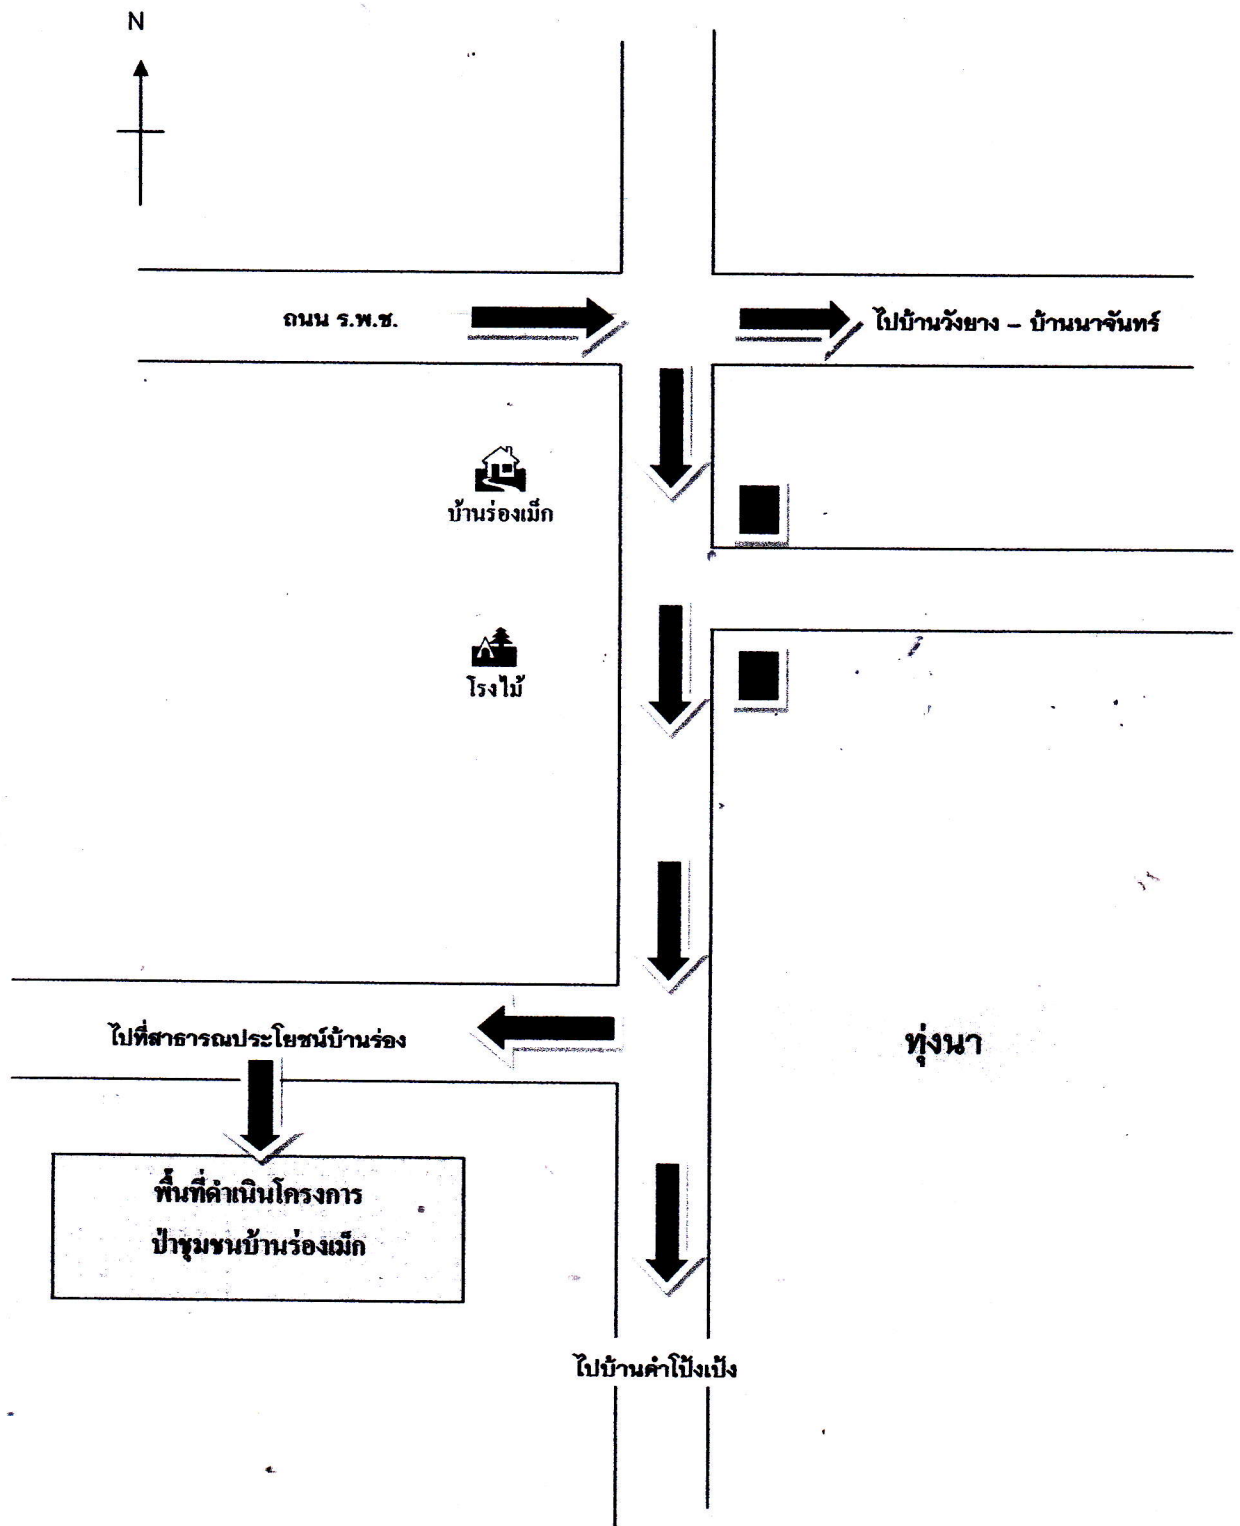 N
ถนน ร.พ.ช.
ไปบ้านวังยาง – บ้านนาจันทร์
บ้านร่องเม็ก
โรงไม้
ไปที่สาธารณประโยชน์บ้านร่อง
ทุ่งนา
พื้นที่ดำเนินโครงการ
ป่าชุมชนบ้านร่องเม็ก
ไปบ้านคำโป้งเป้ง